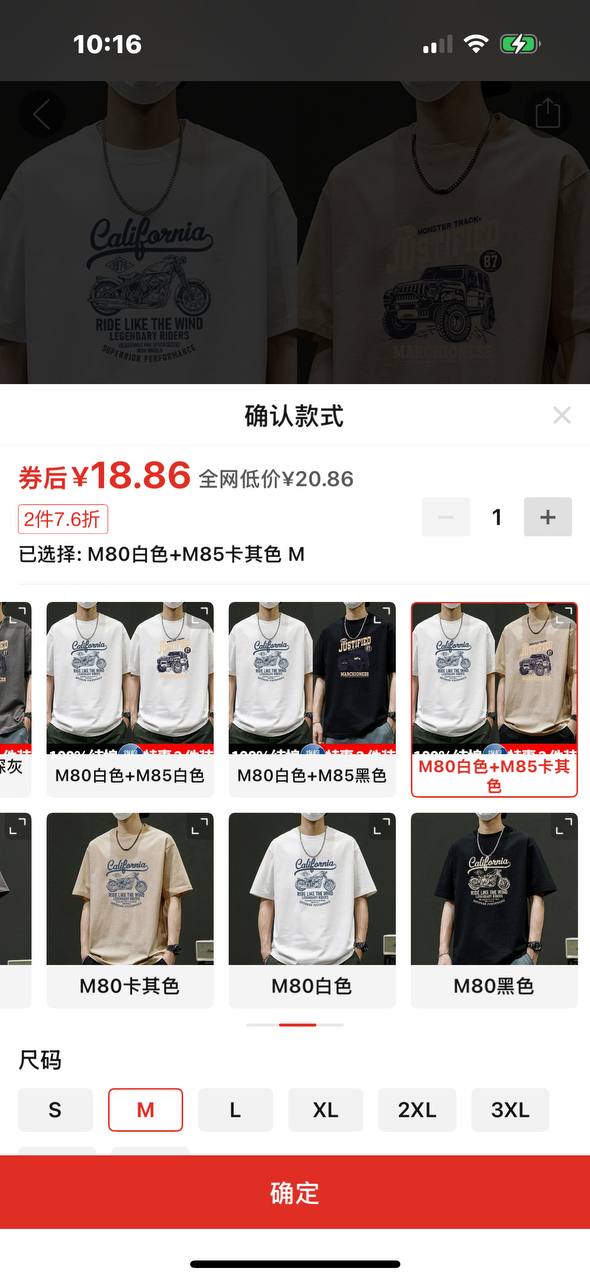 10:16
California
RIDE LIKE THE WIND
LEGENDARY RIDERS
SUPERRIOR PERFORMANCE
MONSTER TRACK
JUSTIFIED
87
MARCHIONESS
确认款式
券后¥18.86 全网低价¥20.86
2件7.6折
1
已选择: M80白色+M85卡其色 M
深灰
M80白色+M85白色
M80白色+M85黑色
M80白色+M85卡其
色
M80卡其色
M80白色
M80黑色
尺码
S
M
L
XL
2XL
3XL
确定